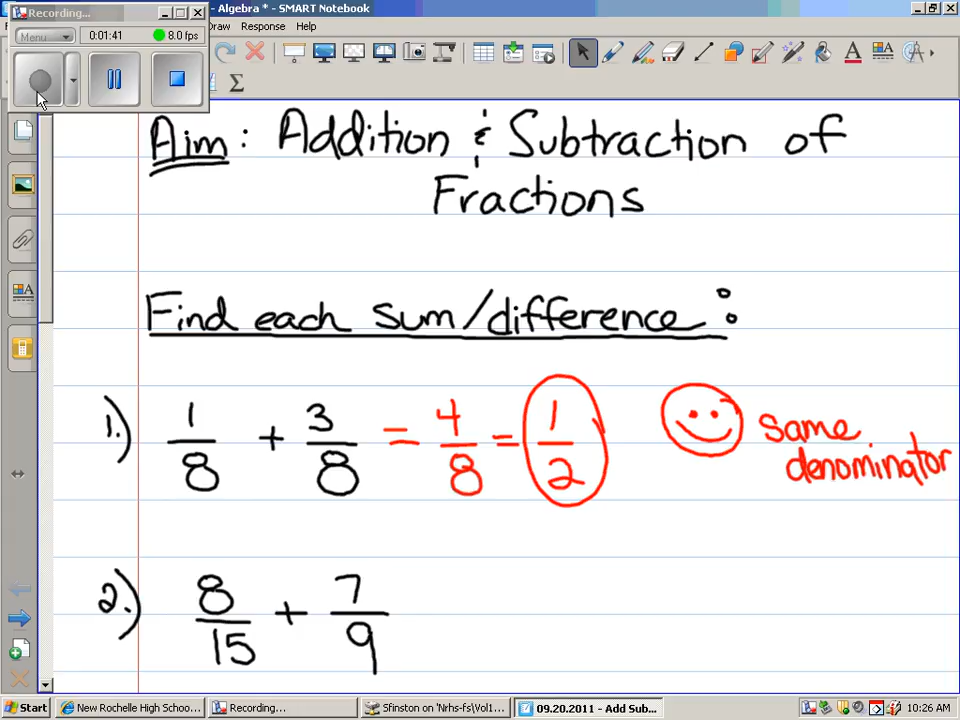 Recording...
- Algebra * - SMART Notebook
Menu
0:01:41
8.0 fps
Draw Response
Aim: Addition & Subtraction of
Fractions
Find each sum/difference:
1.) 1/8 + 3/8 = 4/8 = 1/2
same
denominator
2.) 8/15 + 7/9
Start
New Rochelle High School...
Recording...
Sfinston on 'Nrhs-fs\Vol1...
09.20.2011 - Add Sub...
10:26 AM